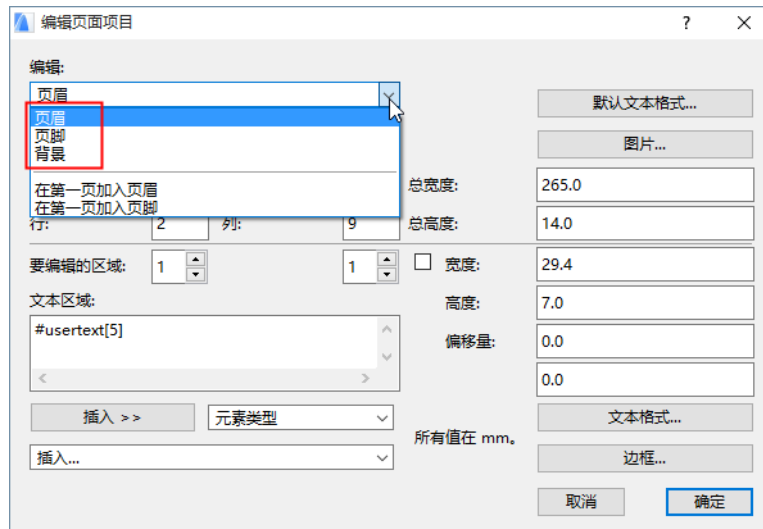 编辑页面项目
编辑:
页眉
默认文本格式...
页眉
页脚
背景
图片...
在第一页加入页眉
在第一页加入页脚
总宽度: 265.0
行: 2 列: 9 总高度: 14.0
要编辑的区域: 1 1 宽度: 29.4
文本区域: 高度: 7.0
#usertext[5] 偏移量: 0.0
0.0
插入 >> 元素类型 文本格式...
所有值在 mm。
插入... 边框...
取消 确定